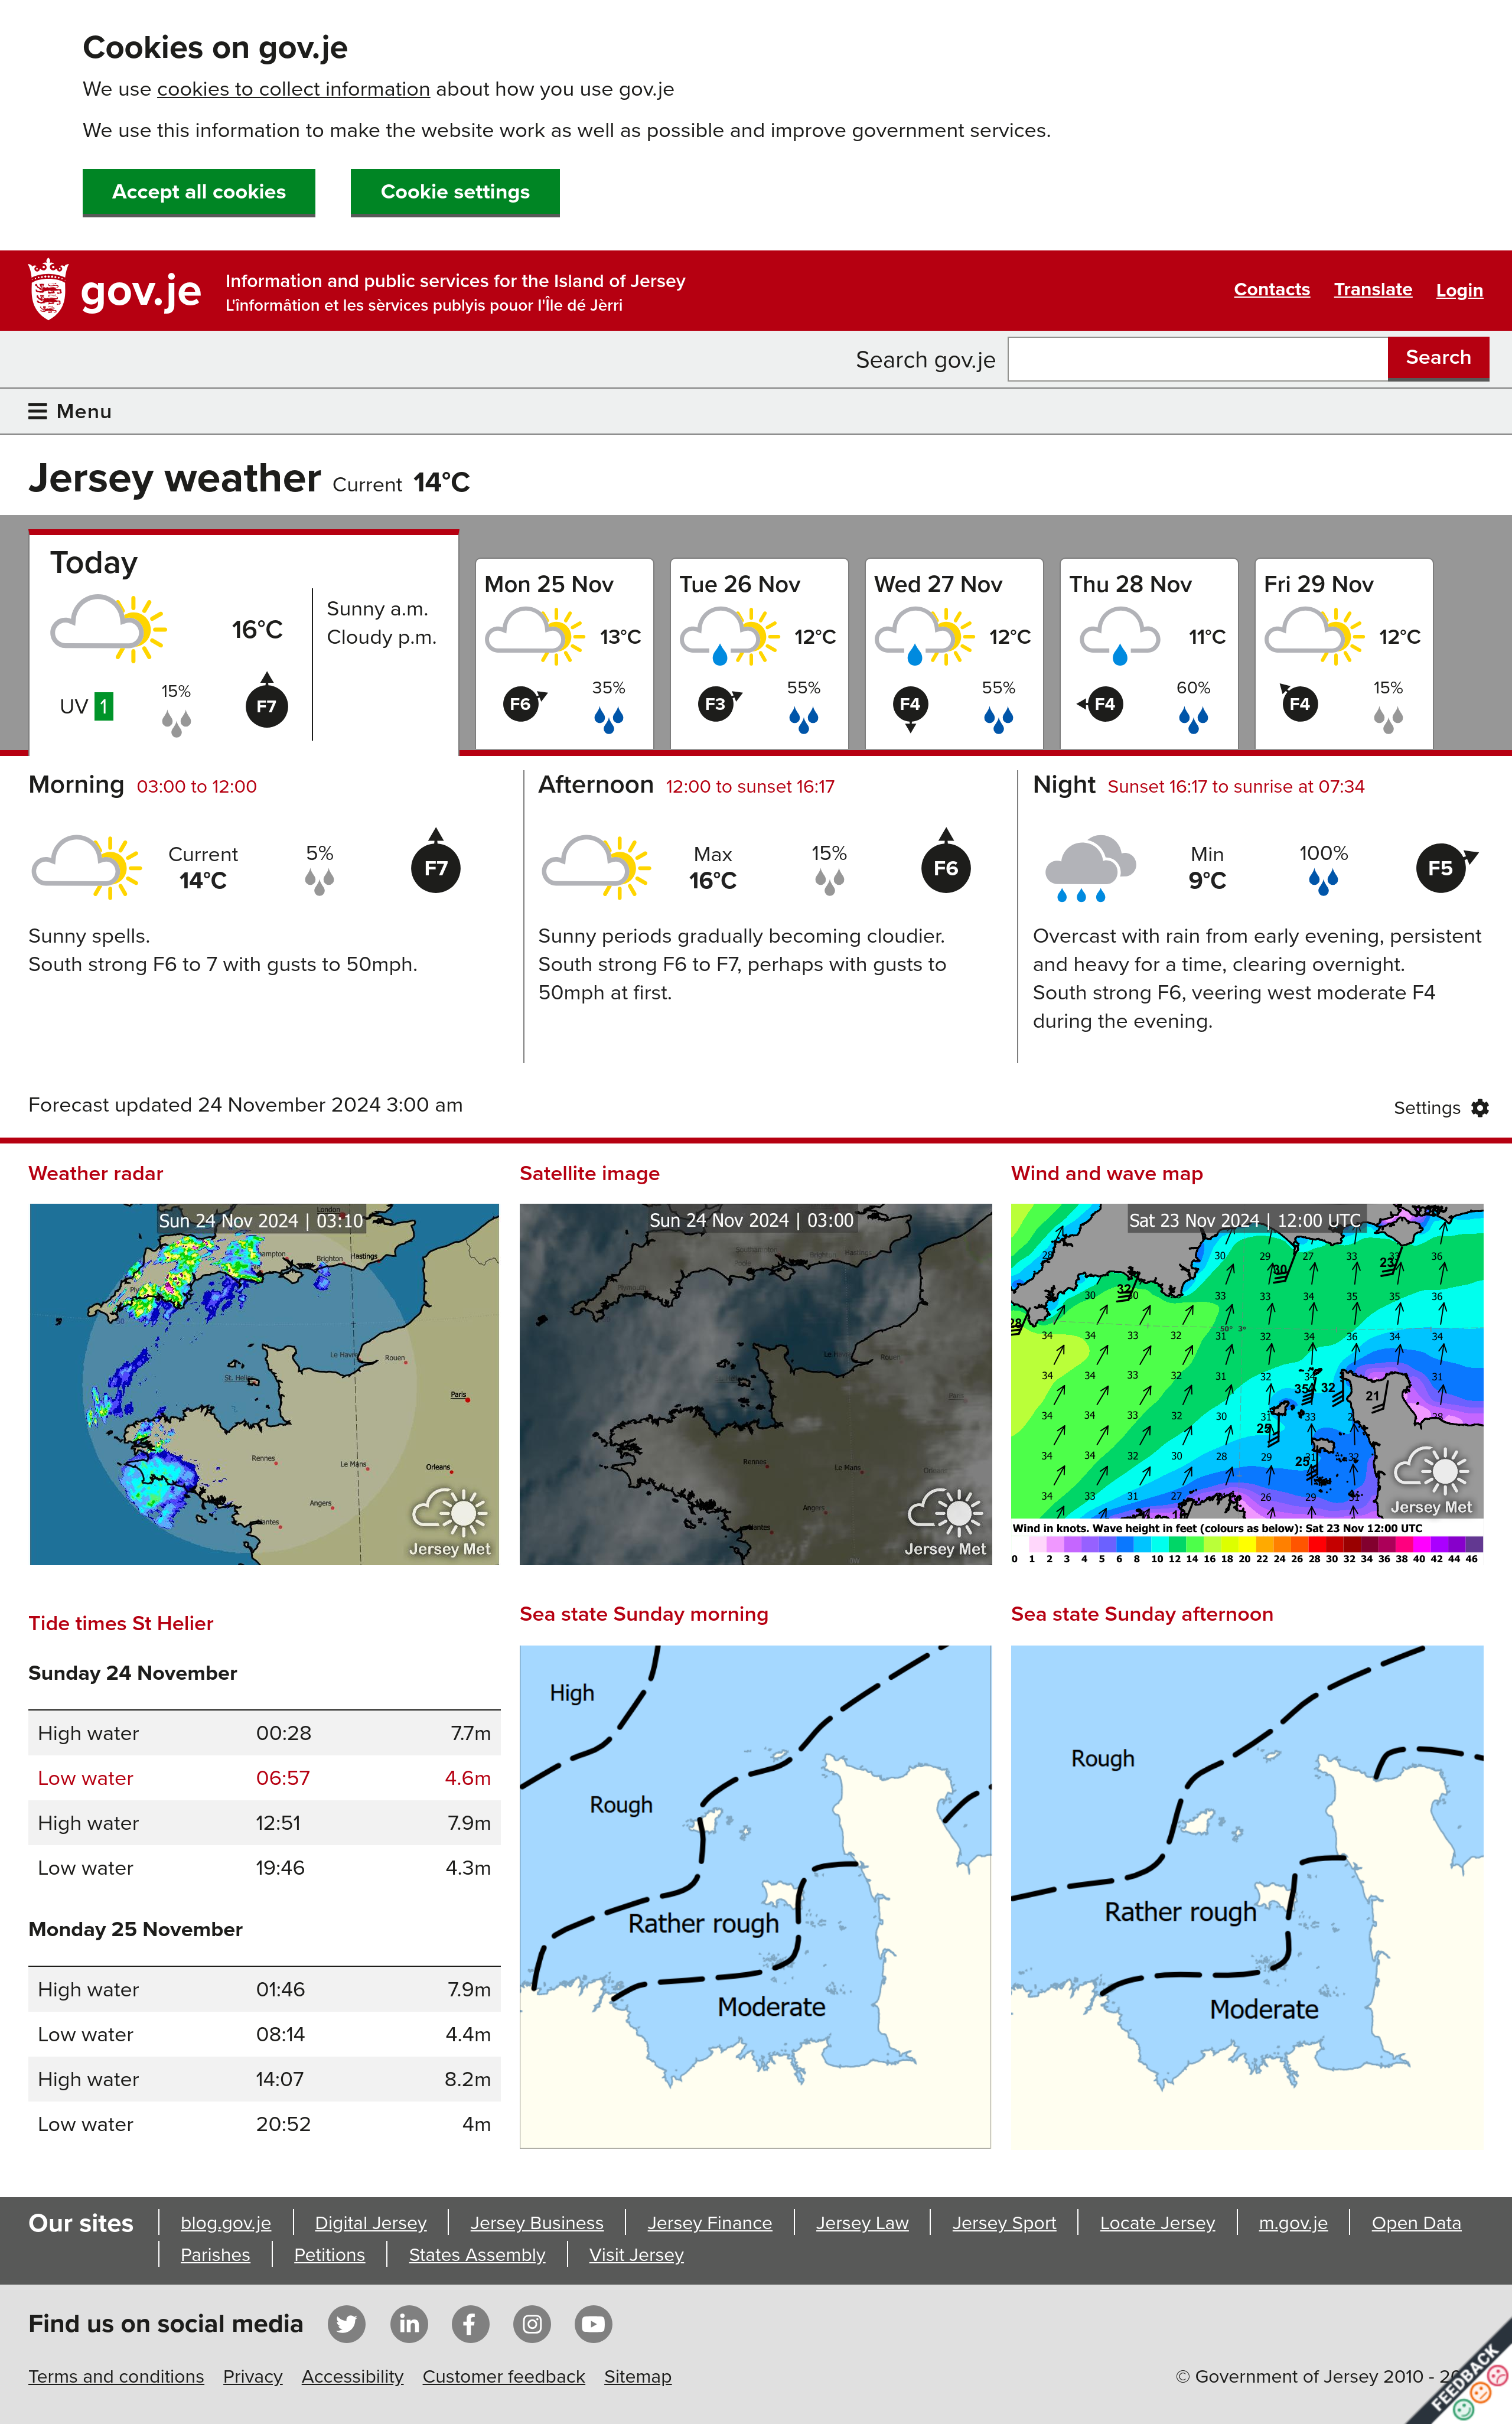 Cookies on gov.je
We use cookies to collect information about how you use gov.je
We use this information to make the website work as well as possible and improve government services.
Accept all cookies
Cookie settings
gov.je
Information and public services for the Island of Jersey
L'înformâtion et les sèrvices publyis pouor l'Île dé Jèrri
Contacts
Translate
Login
Search gov.je
Search
Menu
Jersey weather Current 14°C
Today
16°C
Sunny a.m.
Cloudy p.m.
UV 1
15%
F7
Mon 25 Nov
13°C
F6
35%
Tue 26 Nov
12°C
F3
55%
Wed 27 Nov
12°C
F4
55%
Thu 28 Nov
11°C
F4
60%
Fri 29 Nov
12°C
F4
15%
Morning 03:00 to 12:00
Current
14°C
5%
F7
Sunny spells.
South strong F6 to 7 with gusts to 50mph.
Afternoon 12:00 to sunset 16:17
Max
16°C
15%
F6
Sunny periods gradually becoming cloudier.
South strong F6 to F7, perhaps with gusts to
50mph at first.
Night Sunset 16:17 to sunrise at 07:34
Min
9°C
100%
F5
Overcast with rain from early evening, persistent
and heavy for a time, clearing overnight.
South strong F6, veering west moderate F4
during the evening.
Forecast updated 24 November 2024 3:00 am
Settings
Weather radar
Sun 24 Nov 2024 | 03:10
London
Brighton
Hastings
Le Havre
Rouen
Paris
Rennes
Le Mans
Orleans
Angers
Nantes
Jersey Met
Satellite image
Sun 24 Nov 2024 | 03:00
Rennes
Le Mans
Angers
Nantes
Jersey Met
Wind and wave map
Sat 23 Nov 2024 | 12:00 UTC
Jersey Met
Wind in knots. Wave height in feet (colours as below): Sat 23 Nov 12:00 UTC
0 1 2 3 4 5 6 8 10 12 14 16 18 20 22 24 26 28 30 32 34 36 38 40 42 44 46
Tide times St Helier
Sunday 24 November
High water 00:28 7.7m
Low water 06:57 4.6m
High water 12:51 7.9m
Low water 19:46 4.3m
Monday 25 November
High water 01:46 7.9m
Low water 08:14 4.4m
High water 14:07 8.2m
Low water 20:52 4m
Sea state Sunday morning
High
Rough
Rather rough
Moderate
Sea state Sunday afternoon
Rough
Rather rough
Moderate
Our sites
blog.gov.je
Digital Jersey
Jersey Business
Jersey Finance
Jersey Law
Jersey Sport
Locate Jersey
m.gov.je
Open Data
Parishes
Petitions
States Assembly
Visit Jersey
Find us on social media
Terms and conditions
Privacy
Accessibility
Customer feedback
Sitemap
© Government of Jersey 2010 -
FEEDBACK